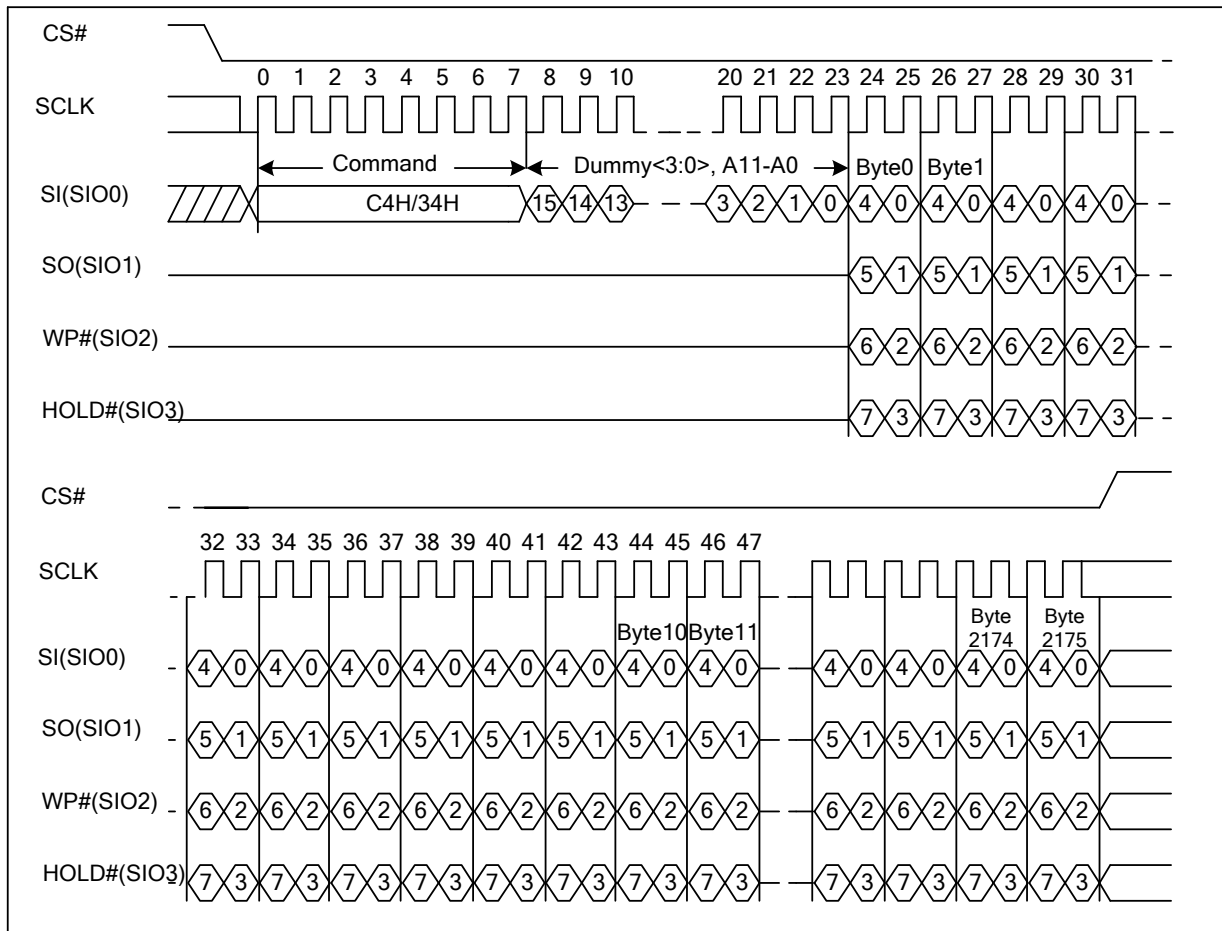 CS#
0 1 2 3 4 5 6 7 8 9 10 20 21 22 23 24 25 26 27 28 29 30 31
SCLK
Command Dummy<3:0>, A11-A0 Byte0 Byte1
SI(SIO0) C4H/34H 15 14 13 3 2 1 0 4 0 4 0 4 0 4 0
SO(SIO1) 5 1 5 1 5 1 5 1
WP#(SIO2) 6 2 6 2 6 2 6 2
HOLD#(SIO3) 7 3 7 3 7 3 7 3
CS#
32 33 34 35 36 37 38 39 40 41 42 43 44 45 46 47
SCLK
Byte10 Byte11 Byte 2174 Byte 2175
SI(SIO0) 4 0 4 0 4 0 4 0 4 0 4 0 4 0 4 0 4 0 4 0 4 0 4 0
SO(SIO1) 5 1 5 1 5 1 5 1 5 1 5 1 5 1 5 1 5 1 5 1 5 1 5 1
WP#(SIO2) 6 2 6 2 6 2 6 2 6 2 6 2 6 2 6 2 6 2 6 2 6 2 6 2
HOLD#(SIO3) 7 3 7 3 7 3 7 3 7 3 7 3 7 3 7 3 7 3 7 3 7 3 7 3